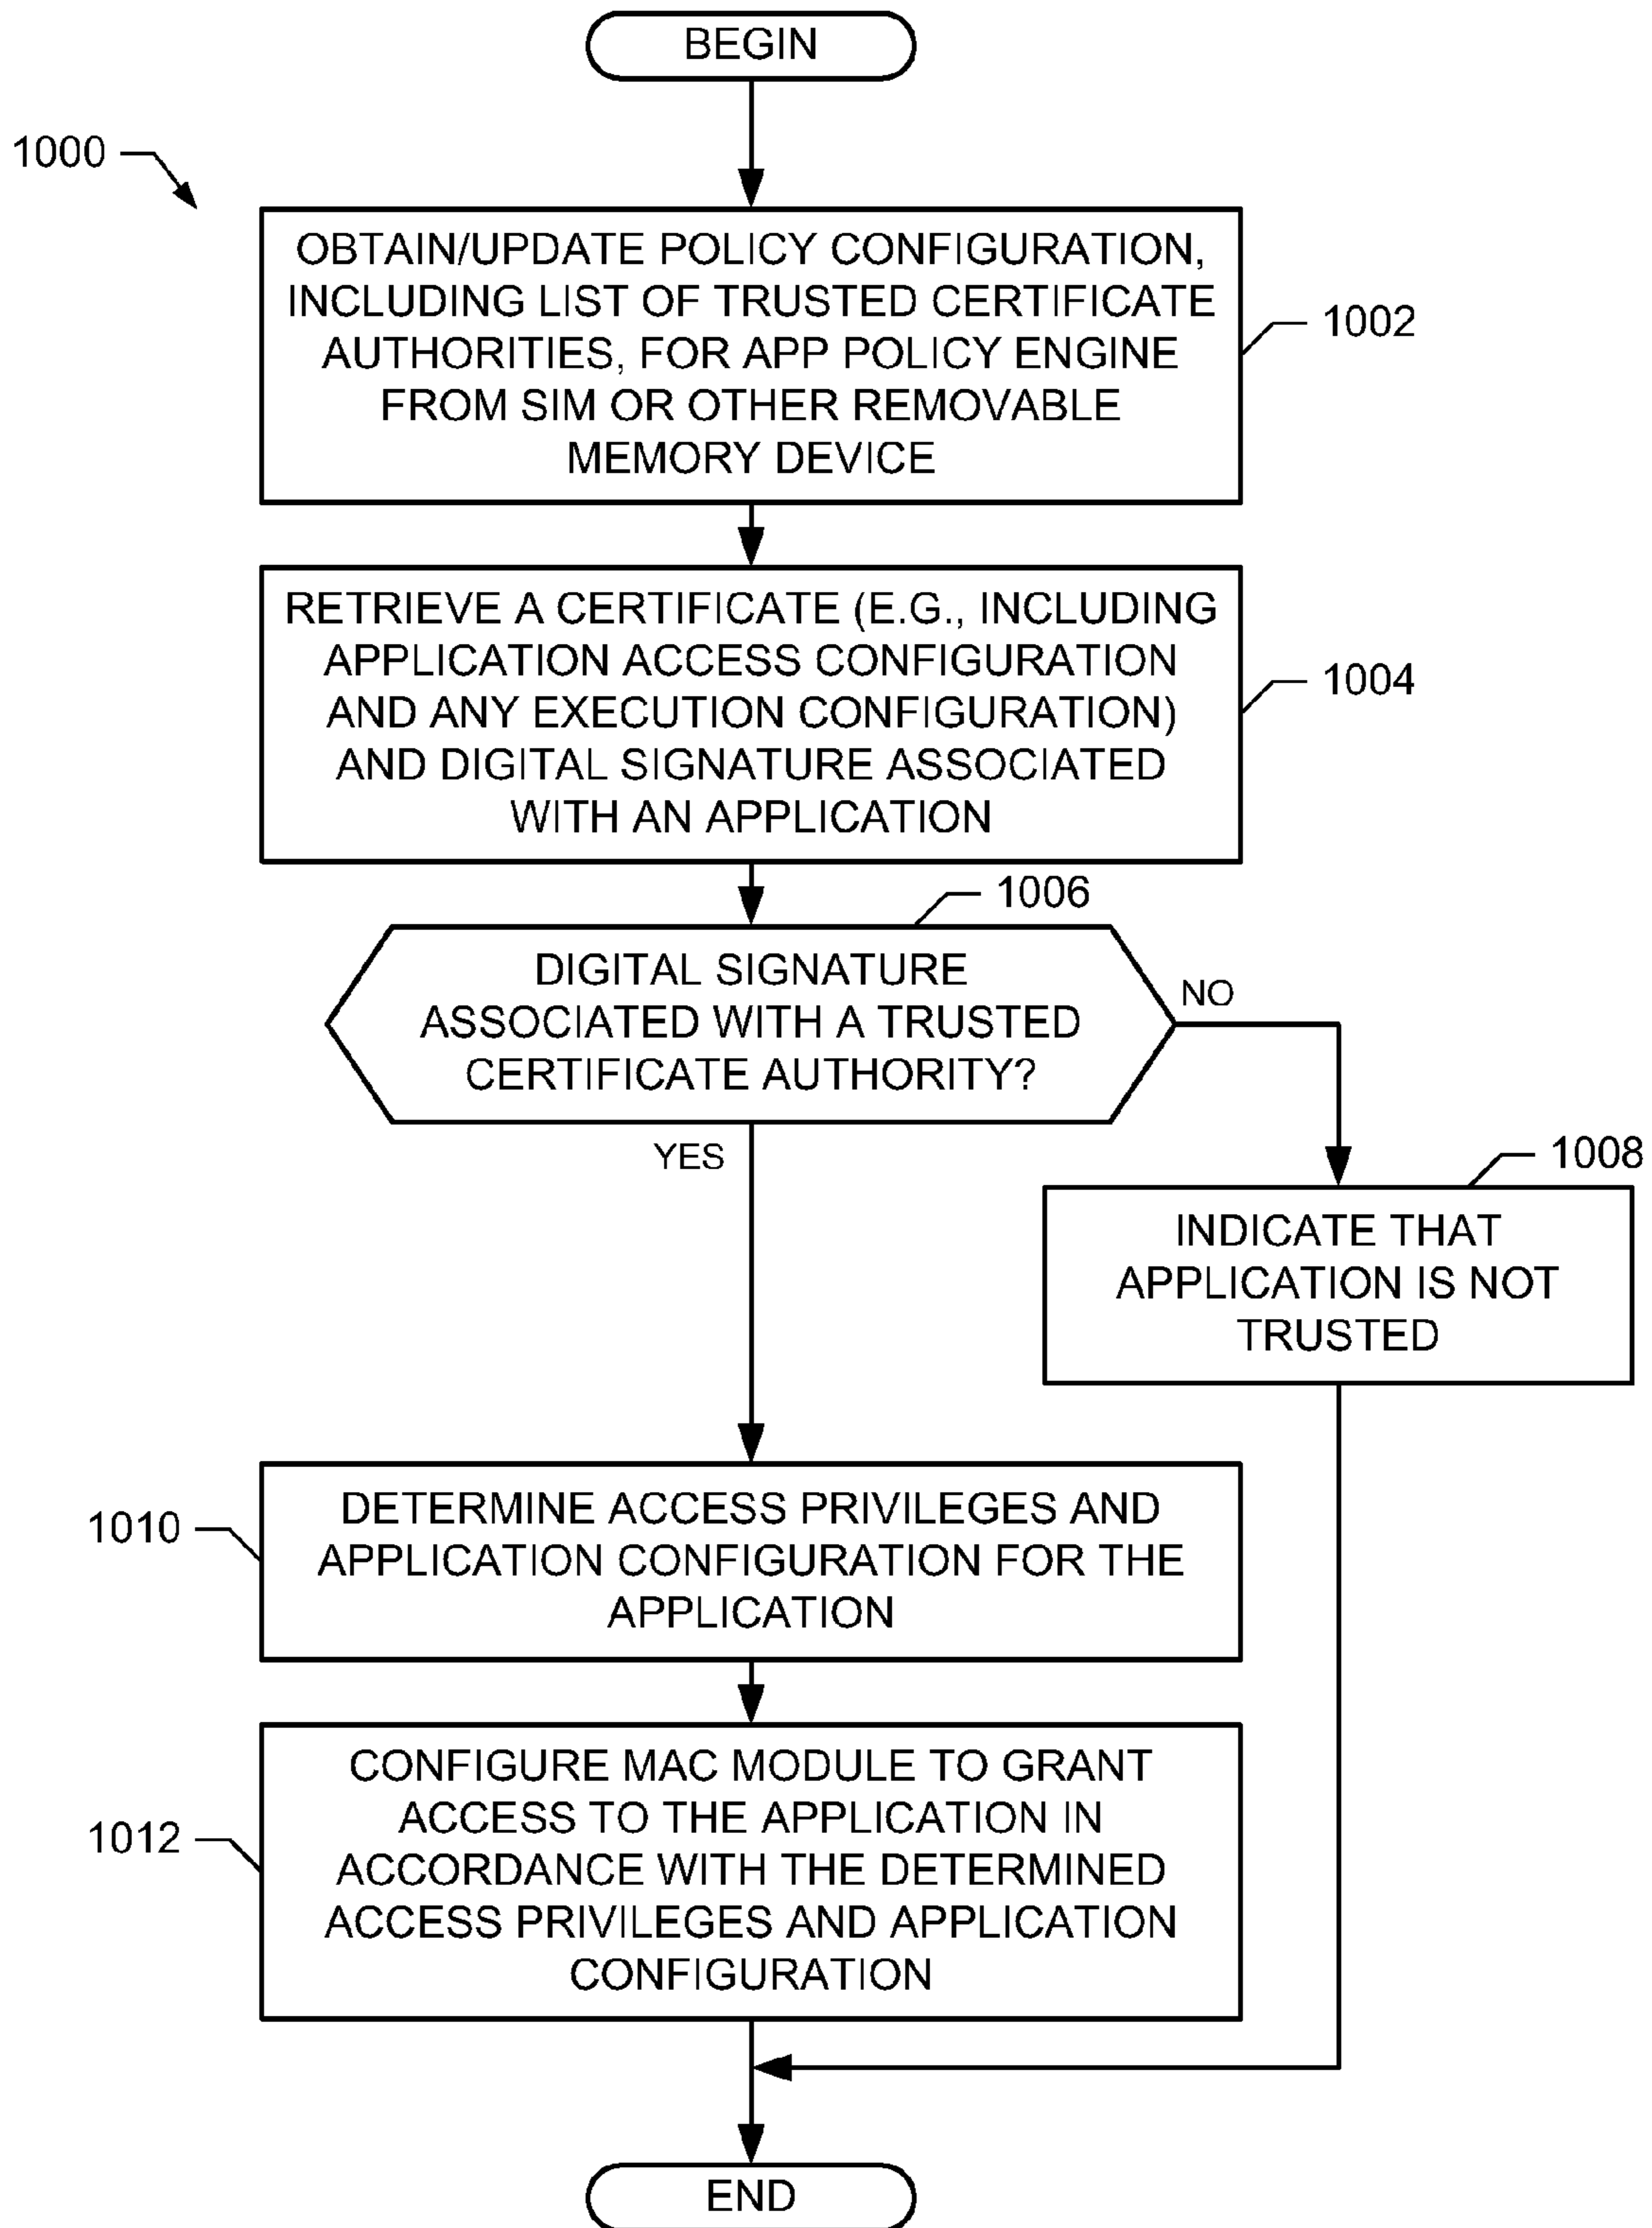 BEGIN
1000
OBTAIN/UPDATE POLICY CONFIGURATION,
INCLUDING LIST OF TRUSTED CERTIFICATE
AUTHORITIES, FOR APP POLICY ENGINE
FROM SIM OR OTHER REMOVABLE
MEMORY DEVICE
1002
RETRIEVE A CERTIFICATE (E.G., INCLUDING
APPLICATION ACCESS CONFIGURATION
AND ANY EXECUTION CONFIGURATION)
AND DIGITAL SIGNATURE ASSOCIATED
WITH AN APPLICATION
1004
1006
DIGITAL SIGNATURE
ASSOCIATED WITH A TRUSTED
CERTIFICATE AUTHORITY?
NO
YES
1008
INDICATE THAT
APPLICATION IS NOT
TRUSTED
1010
DETERMINE ACCESS PRIVILEGES AND
APPLICATION CONFIGURATION FOR THE
APPLICATION
1012
CONFIGURE MAC MODULE TO GRANT
ACCESS TO THE APPLICATION IN
ACCORDANCE WITH THE DETERMINED
ACCESS PRIVILEGES AND APPLICATION
CONFIGURATION
END